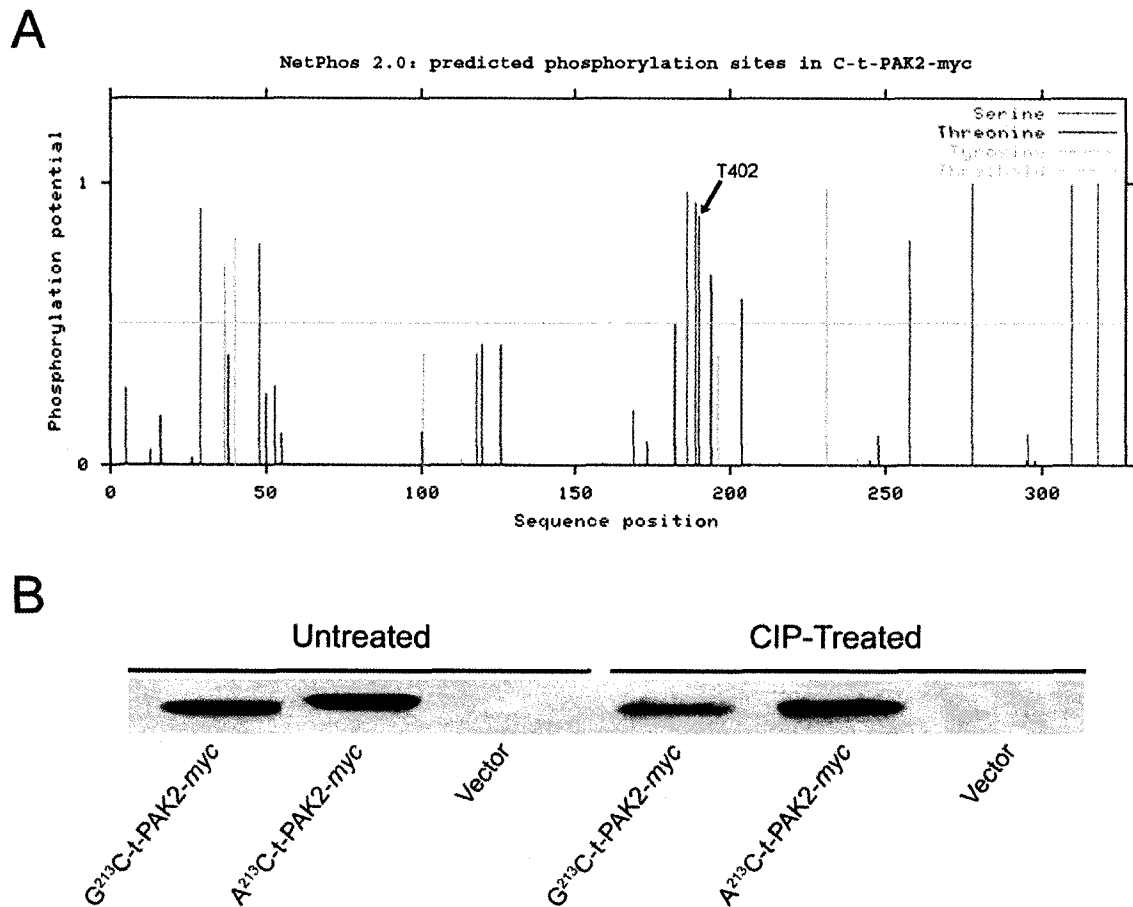 A
NetPhos 2.0: predicted phosphorylation sites in C-t-PAK2-myc
Phosphorylation potential
Serine
Threonine
Tyrosine
Threshold
T402
1
0
0 50 100 150 200 250 300
Sequence position
B
Untreated CIP-Treated
G²¹³C-t-PAK2-myc
A²¹³C-t-PAK2-myc
Vector
G²¹³C-t-PAK2-myc
A²¹³C-t-PAK2-myc
Vector